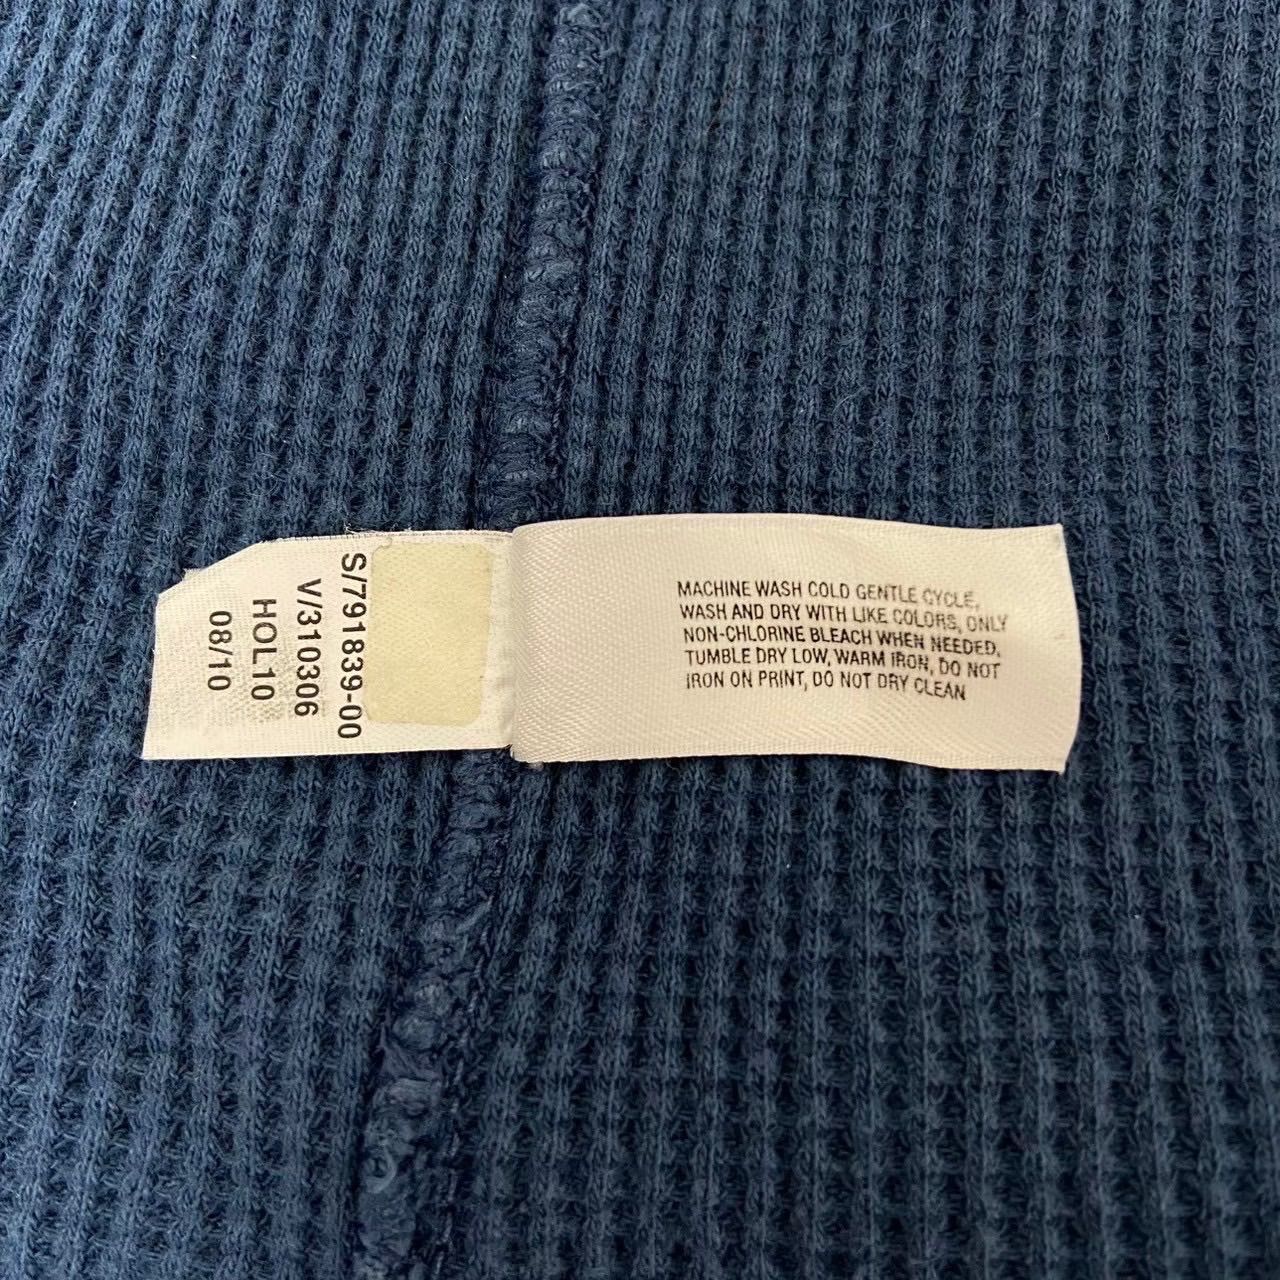 S/791839-00
V/310306
HOL10
08/10
MACHINE WASH COLD GENTLE CYCLE,
WASH AND DRY WITH LIKE COLORS, ONLY
NON-CHLORINE BLEACH WHEN NEEDED,
TUMBLE DRY LOW, WARM IRON, DO NOT
IRON ON PRINT, DO NOT DRY CLEAN